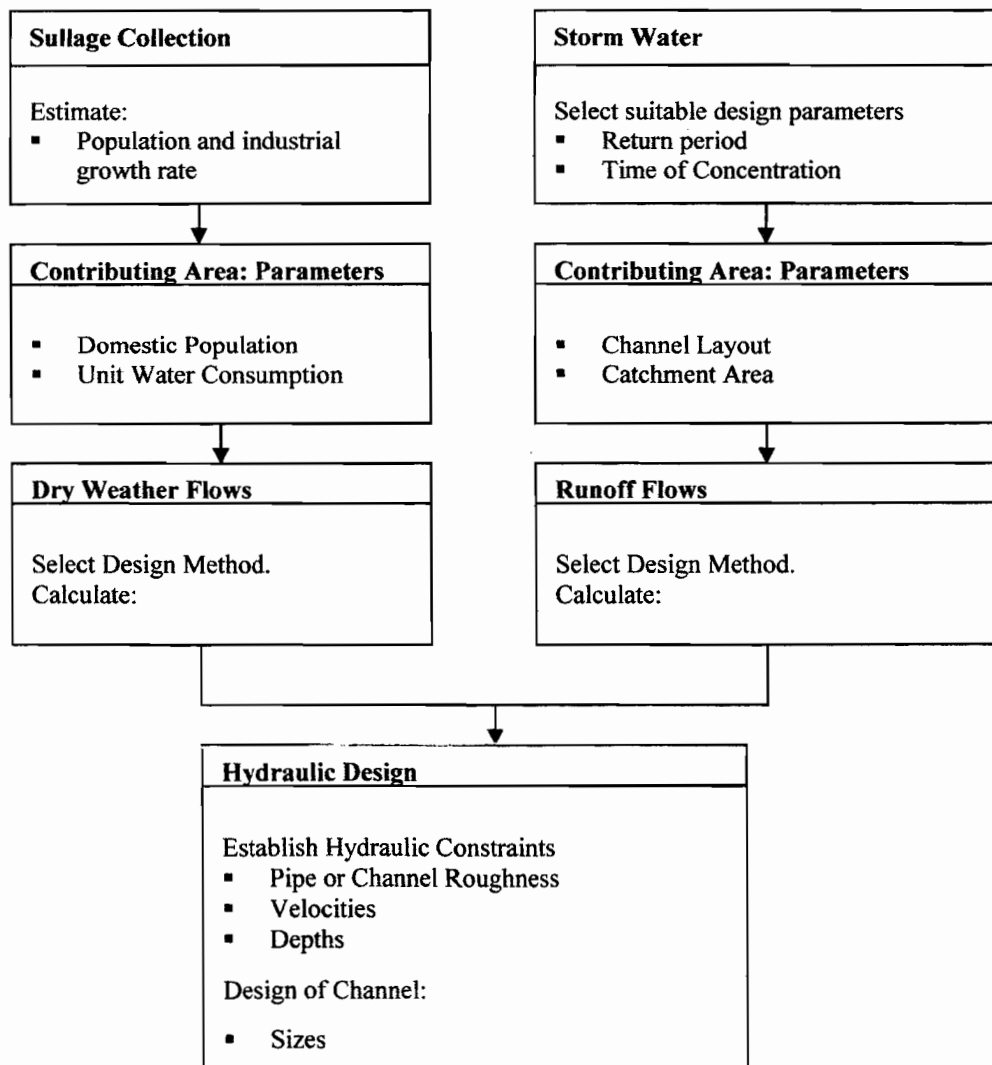 Sullage Collection
Estimate:
▪ Population and industrial
growth rate
Storm Water
Select suitable design parameters
▪ Return period
▪ Time of Concentration
Contributing Area: Parameters
▪ Domestic Population
▪ Unit Water Consumption
Contributing Area: Parameters
▪ Channel Layout
▪ Catchment Area
Dry Weather Flows
Select Design Method.
Calculate:
Runoff Flows
Select Design Method.
Calculate:
Hydraulic Design
Establish Hydraulic Constraints
▪ Pipe or Channel Roughness
▪ Velocities
▪ Depths
Design of Channel:
▪ Sizes